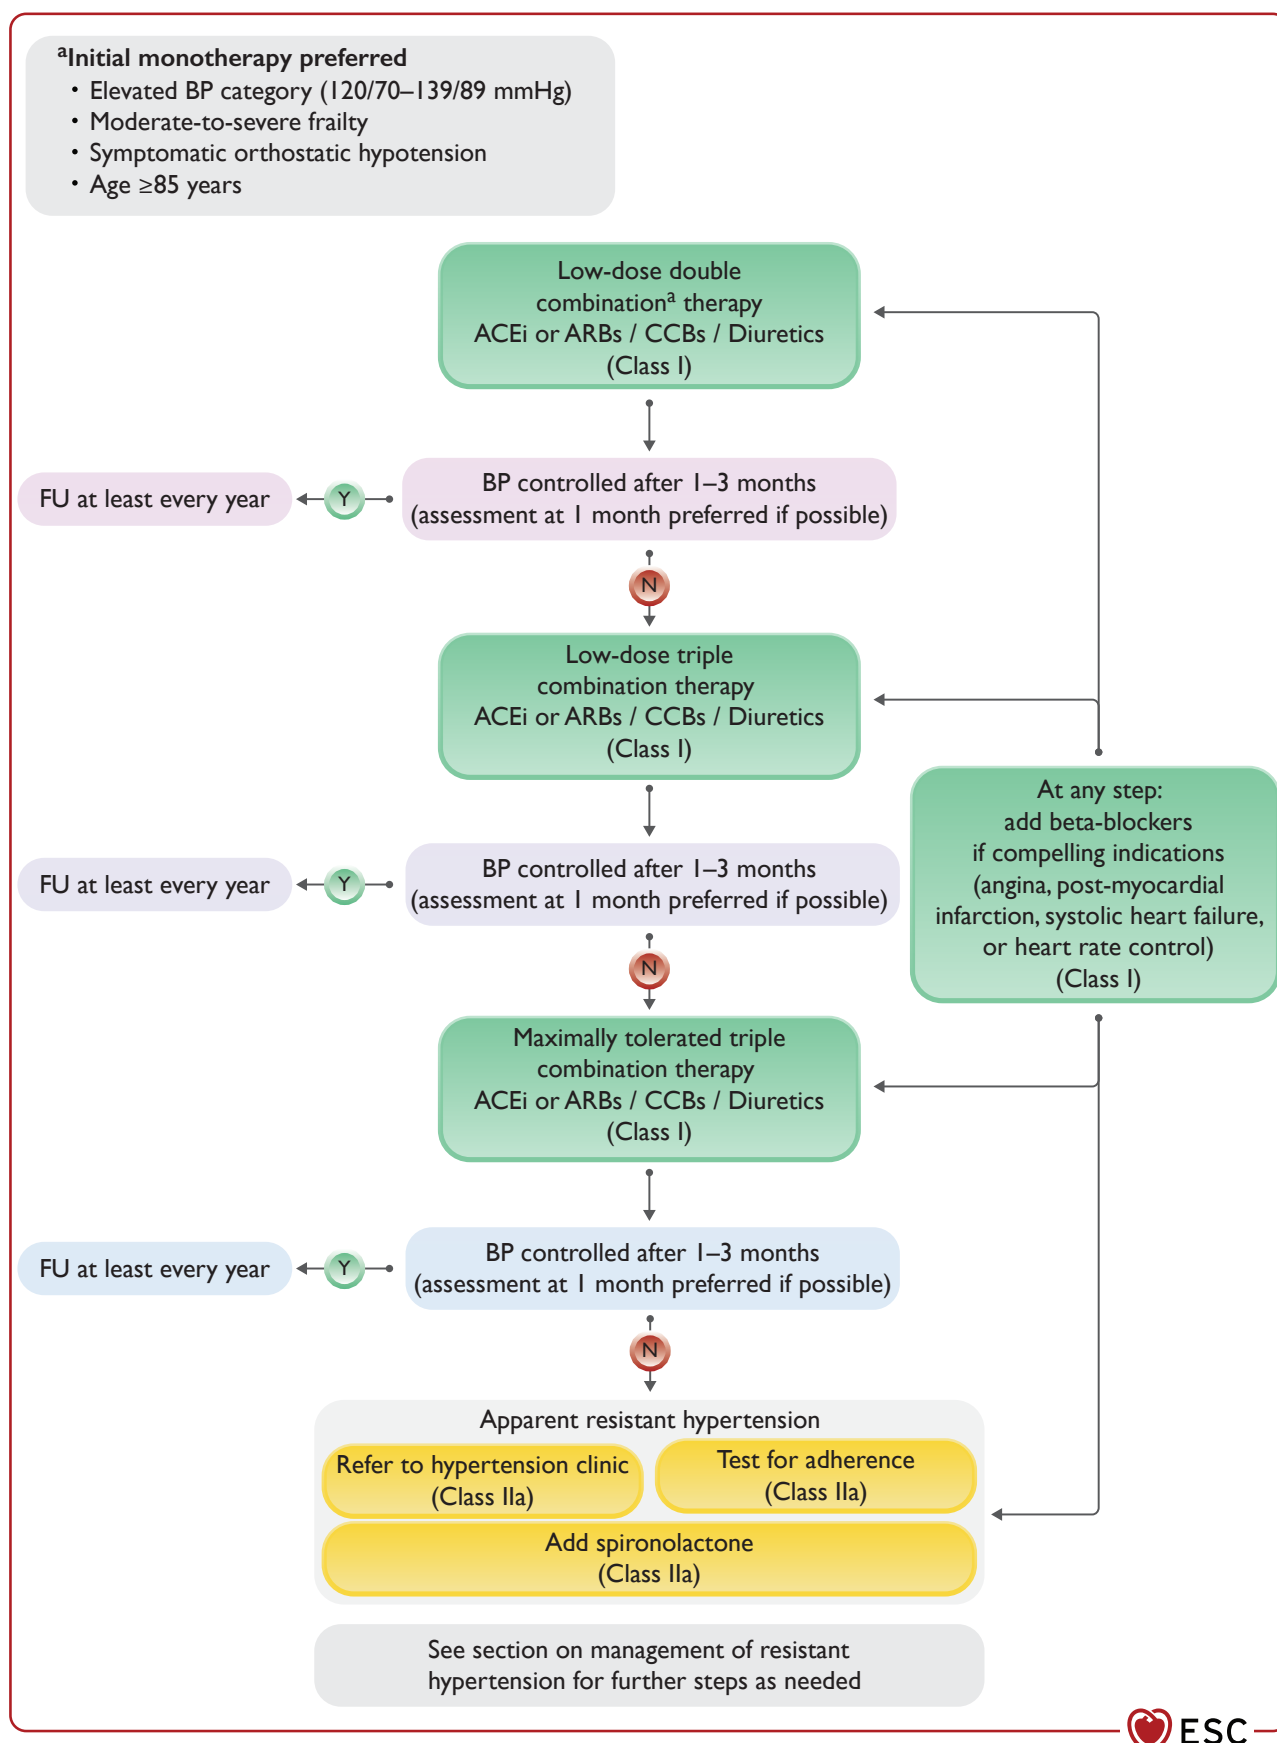 ᵃInitial monotherapy preferred
• Elevated BP category (120/70–139/89 mmHg)
• Moderate-to-severe frailty
• Symptomatic orthostatic hypotension
• Age ≥85 years
Low-dose double
combinationᵃ therapy
ACEi or ARBs / CCBs / Diuretics
(Class I)
BP controlled after 1–3 months
(assessment at 1 month preferred if possible)
Y
FU at least every year
N
Low-dose triple
combination therapy
ACEi or ARBs / CCBs / Diuretics
(Class I)
At any step:
add beta-blockers
if compelling indications
(angina, post-myocardial
infarction, systolic heart failure,
or heart rate control)
(Class I)
BP controlled after 1–3 months
(assessment at 1 month preferred if possible)
Y
FU at least every year
N
Maximally tolerated triple
combination therapy
ACEi or ARBs / CCBs / Diuretics
(Class I)
BP controlled after 1–3 months
(assessment at 1 month preferred if possible)
Y
FU at least every year
N
Apparent resistant hypertension
Refer to hypertension clinic
(Class IIa)
Test for adherence
(Class IIa)
Add spironolactone
(Class IIa)
See section on management of resistant
hypertension for further steps as needed
ESC